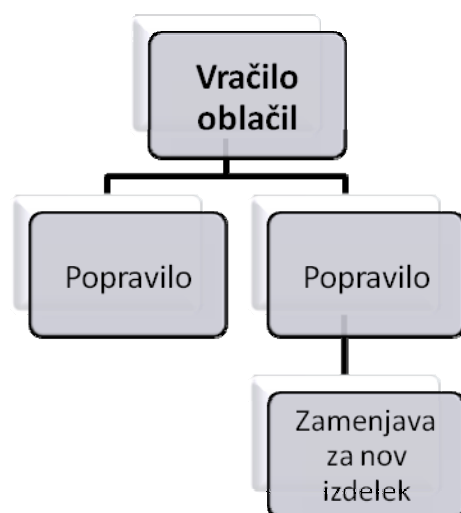 Vračilo
oblačil
Popravilo
Popravilo
Zamenjava
za nov
izdelek